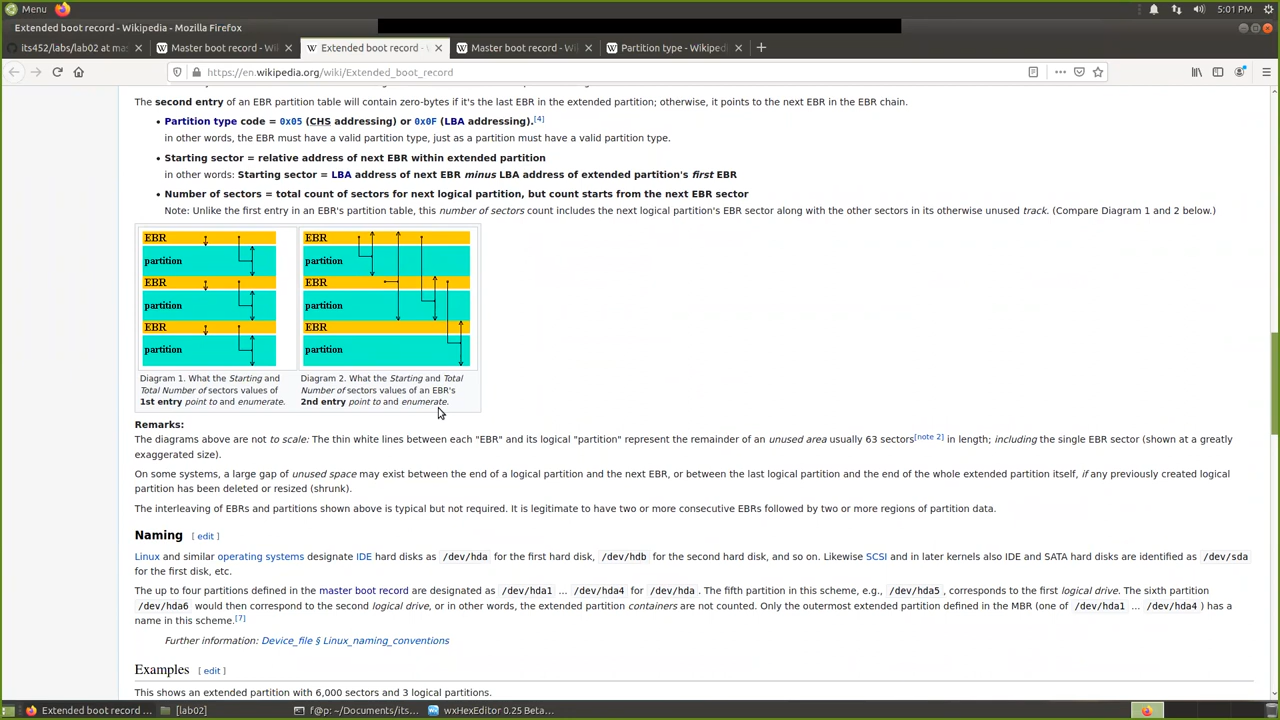 Menu
5:01 PM
Extended boot record - Wikipedia - Mozilla Firefox
its452/labs/lab02 at mas
Master boot record - Wi
Extended boot record -
Master boot record - Wi
Partition type - Wikiped
https://en.wikipedia.org/wiki/Extended_boot_record
The second entry of an EBR partition table will contain zero-bytes if it's the last EBR in the extended partition; otherwise, it points to the next EBR in the EBR chain.
• Partition type code = 0x05 (CHS addressing) or 0x0F (LBA addressing).[4]
in other words, the EBR must have a valid partition type, just as a partition must have a valid partition type.
• Starting sector = relative address of next EBR within extended partition
in other words: Starting sector = LBA address of next EBR minus LBA address of extended partition's first EBR
• Number of sectors = total count of sectors for next logical partition, but count starts from the next EBR sector
Note: Unlike the first entry in an EBR's partition table, this number of sectors count includes the next logical partition's EBR sector along with the other sectors in its otherwise unused track. (Compare Diagram 1 and 2 below.)
EBR
partition
EBR
partition
EBR
partition
Diagram 1. What the Starting and
Total Number of sectors values of
1st entry point to and enumerate.
EBR
partition
EBR
partition
EBR
partition
Diagram 2. What the Starting and Total
Number of sectors values of an EBR's
2nd entry point to and enumerate.
Remarks:
The diagrams above are not to scale: The thin white lines between each "EBR" and its logical "partition" represent the remainder of an unused area usually 63 sectors[note 2] in length; including the single EBR sector (shown at a greatly
exaggerated size).
On some systems, a large gap of unused space may exist between the end of a logical partition and the next EBR, or between the last logical partition and the end of the whole extended partition itself, if any previously created logical
partition has been deleted or resized (shrunk).
The interleaving of EBRs and partitions shown above is typical but not required. It is legitimate to have two or more consecutive EBRs followed by two or more regions of partition data.
Naming [ edit ]
Linux and similar operating systems designate IDE hard disks as /dev/hda for the first hard disk, /dev/hdb for the second hard disk, and so on. Likewise SCSI and in later kernels also IDE and SATA hard disks are identified as /dev/sda
for the first disk, etc.
The up to four partitions defined in the master boot record are designated as /dev/hda1 … /dev/hda4 for /dev/hda . The fifth partition in this scheme, e.g., /dev/hda5 , corresponds to the first logical drive. The sixth partition
/dev/hda6 would then correspond to the second logical drive, or in other words, the extended partition containers are not counted. Only the outermost extended partition defined in the MBR (one of /dev/hda1 … /dev/hda4 ) has a
name in this scheme.[7]
Further information: Device_file § Linux_naming_conventions
Examples [ edit ]
This shows an extended partition with 6,000 sectors and 3 logical partitions.
Extended boot record ...
[lab02]
f@p: ~/Documents/its...
wxHexEditor 0.25 Beta...